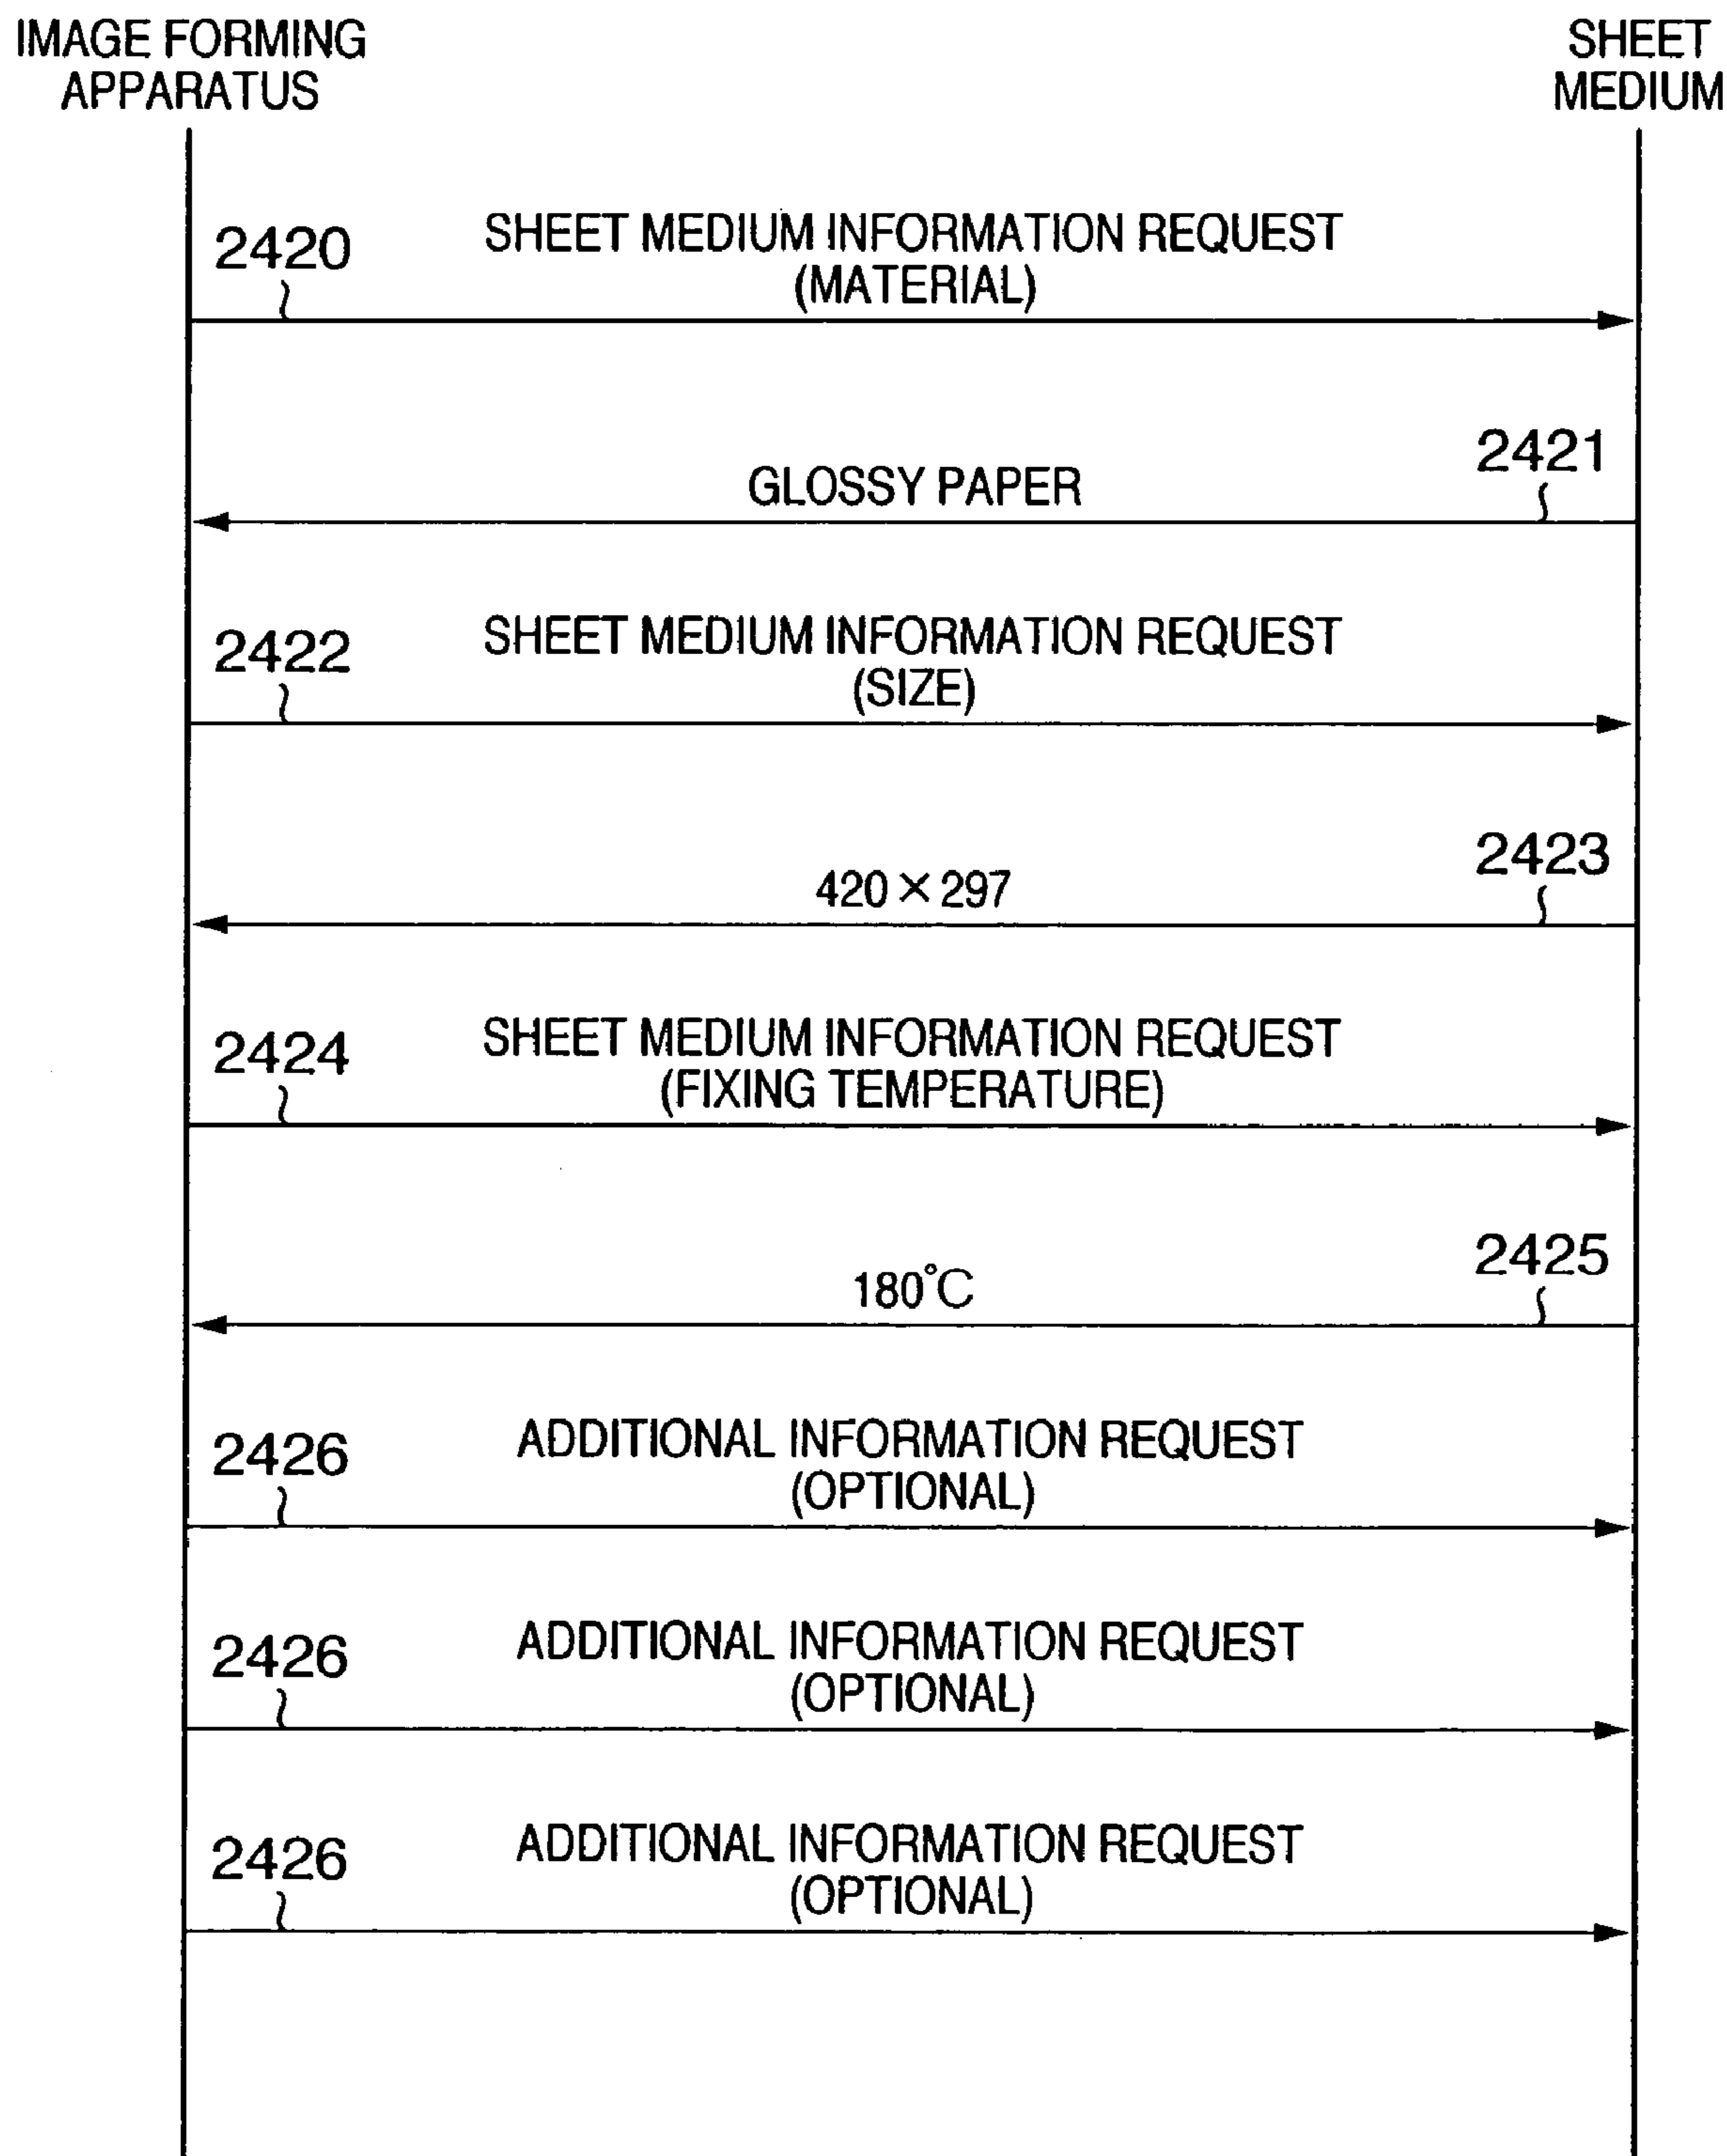 IMAGE FORMING
APPARATUS
SHEET
MEDIUM
2420
SHEET MEDIUM INFORMATION REQUEST
(MATERIAL)
2421
GLOSSY PAPER
2422
SHEET MEDIUM INFORMATION REQUEST
(SIZE)
2423
420×297
2424
SHEET MEDIUM INFORMATION REQUEST
(FIXING TEMPERATURE)
2425
180°C
2426
ADDITIONAL INFORMATION REQUEST
(OPTIONAL)
2426
ADDITIONAL INFORMATION REQUEST
(OPTIONAL)
2426
ADDITIONAL INFORMATION REQUEST
(OPTIONAL)